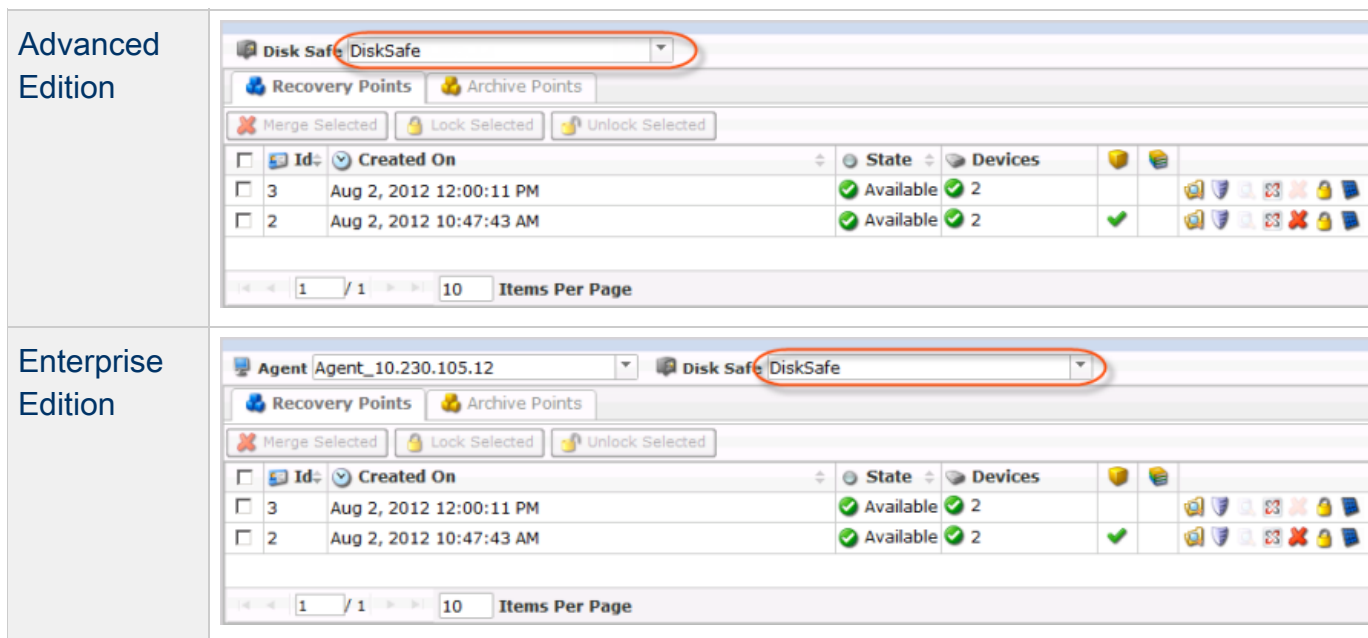 Advanced
Edition
Disk Safe DiskSafe
Recovery Points Archive Points
Merge Selected Lock Selected Unlock Selected
Id Created On State Devices
3 Aug 2, 2012 12:00:11 PM Available 2
2 Aug 2, 2012 10:47:43 AM Available 2
1 / 1 10 Items Per Page
Enterprise
Edition
Agent Agent_10.230.105.12 Disk Safe DiskSafe
Recovery Points Archive Points
Merge Selected Lock Selected Unlock Selected
Id Created On State Devices
3 Aug 2, 2012 12:00:11 PM Available 2
2 Aug 2, 2012 10:47:43 AM Available 2
1 / 1 10 Items Per Page